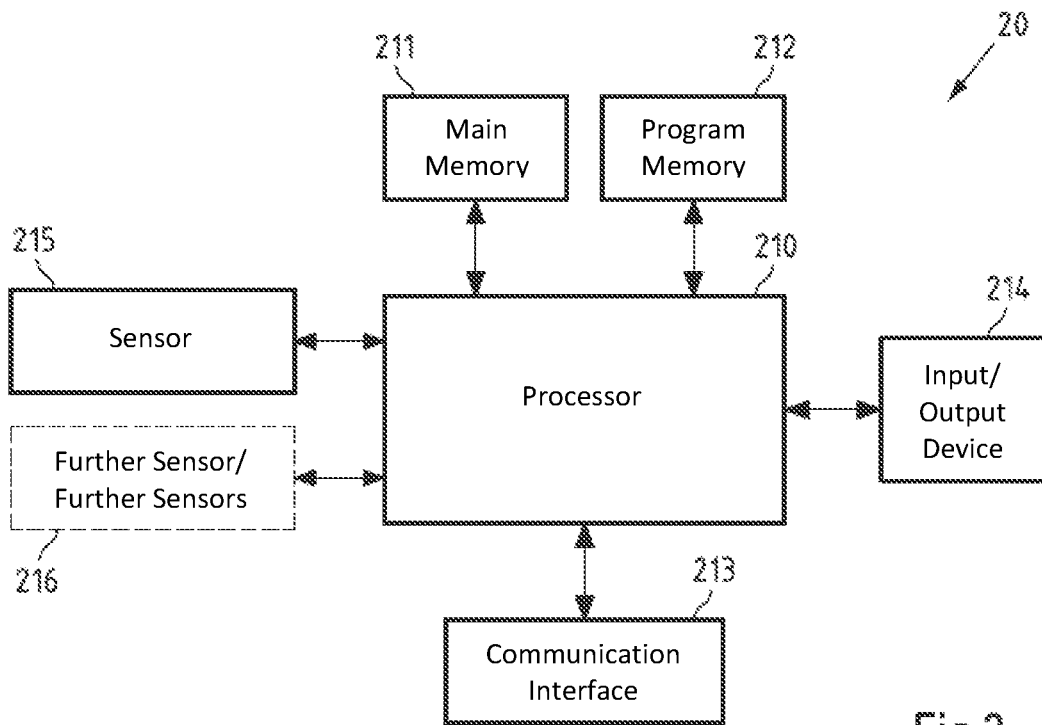 20
211
212
Main
Memory
Program
Memory
215
210
214
Sensor
Processor
Input/
Output
Device
Further Sensor/
Further Sensors
216
213
Communication
Interface